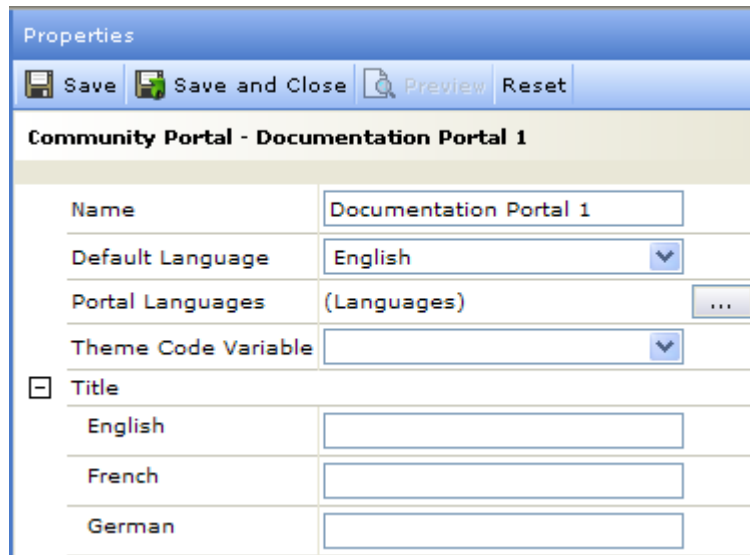 Properties
Save Save and Close Preview Reset
Community Portal - Documentation Portal 1
Name Documentation Portal 1
Default Language English
Portal Languages (Languages) ...
Theme Code Variable
Title
English
French
German